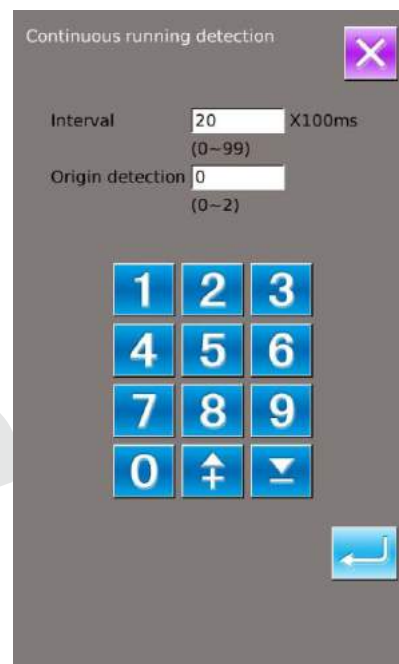 Continuous running detection
Interval 20 X100ms
(0~99)
Origin detection 0
(0~2)
1 2 3
4 5 6
7 8 9
0